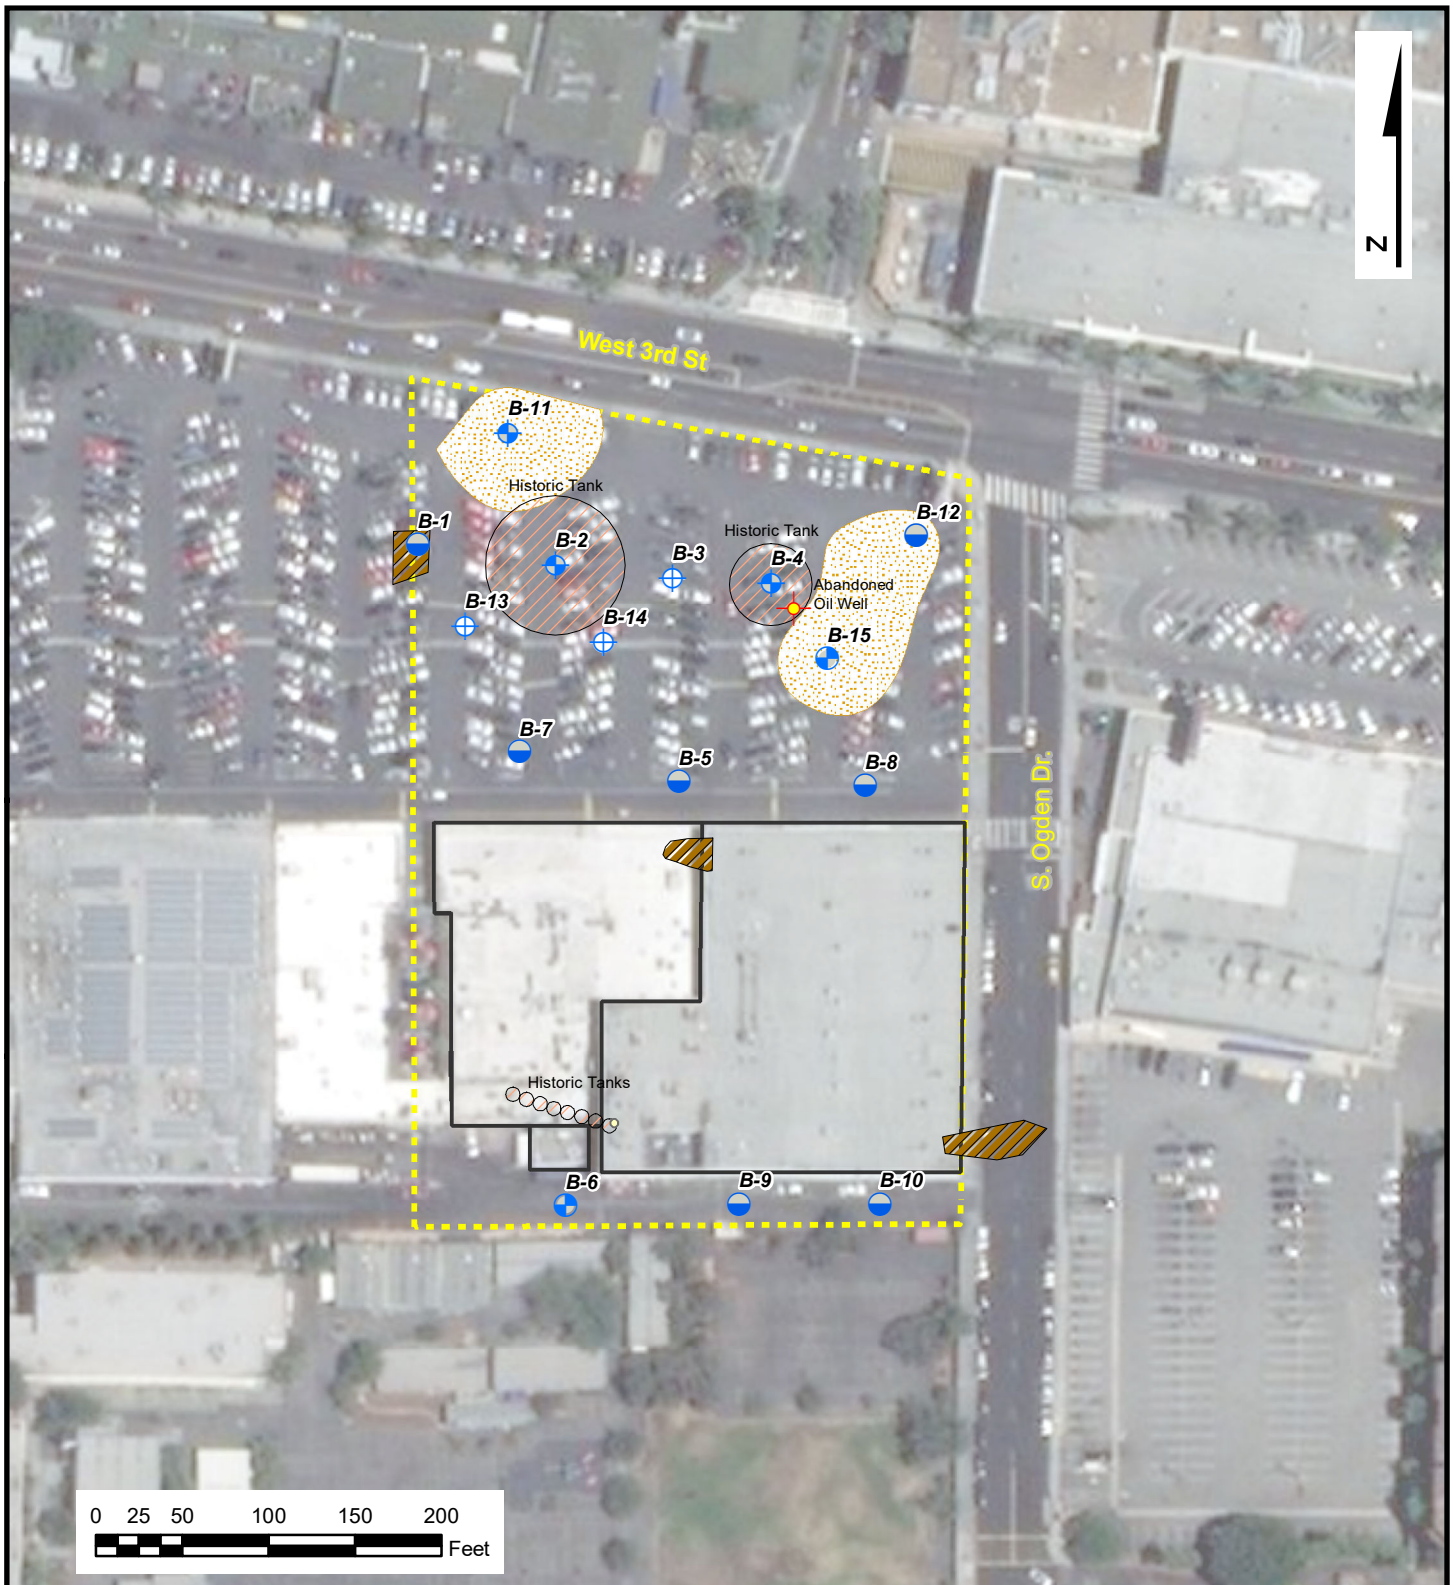 N
West 3rd St
B-11
Historic Tank
B-12
B-1
Historic Tank
B-2
B-3
B-4
Abandoned
Oil Well
B-13
B-14
B-15
B-7
B-5
B-8
S. Ogden Dr.
Historic Tanks
B-6
B-9
B-10
0 25 50 100 150 200
Feet